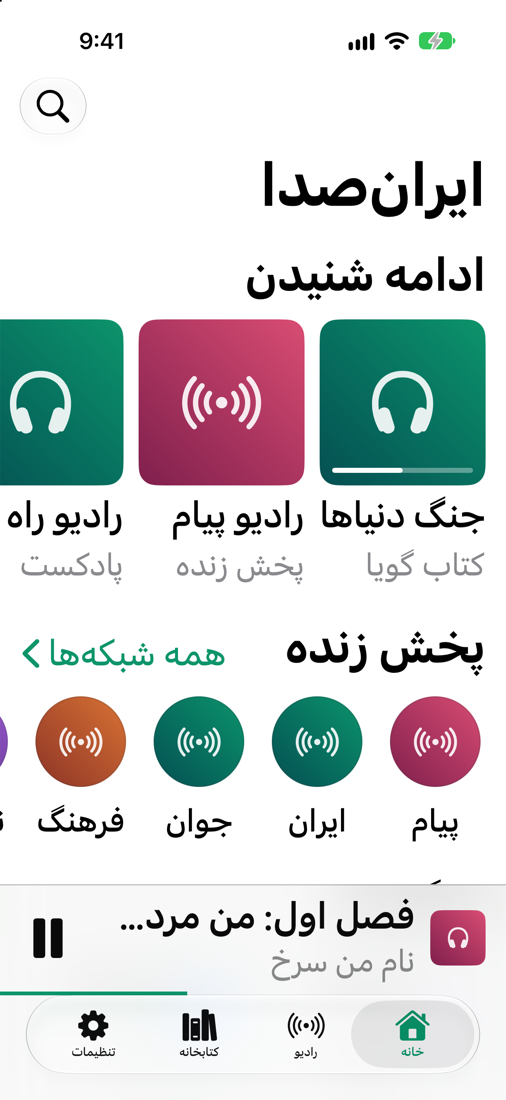 9:41
ایران‌صدا
ادامه شنیدن
جنگ دنیاها
کتاب گویا
رادیو پیام
پخش زنده
رادیو راه
پادکست
پخش زنده
همه شبکه‌ها
پیام
ایران
جوان
فرهنگ
فصل اول: من مرد...
نام من سرخ
خانه
رادیو
کتابخانه
تنظیمات